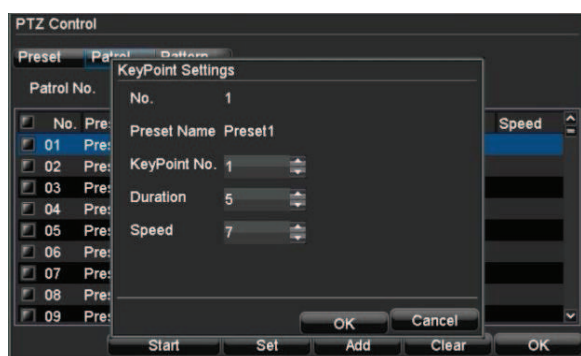 PTZ Control
Preset Patrol Pattern
KeyPoint Settings
Patrol No.
No. 1
No. Pre Speed
Preset Name Preset1
01 Pre
02 Pre
KeyPoint No. 1
03 Pre
Duration 5
04 Pre
05 Pre
Speed 7
06 Pre
07 Pre
08 Pre
09 Pre
OK Cancel
Start Set Add Clear OK